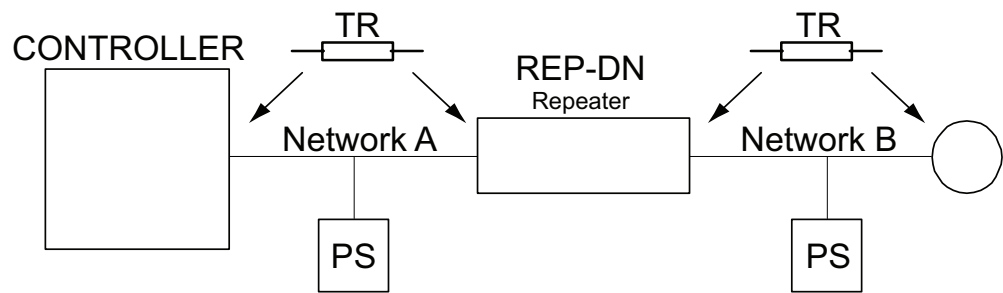 TR
TR
CONTROLLER
REP-DN
Repeater
Network A
Network B
PS
PS